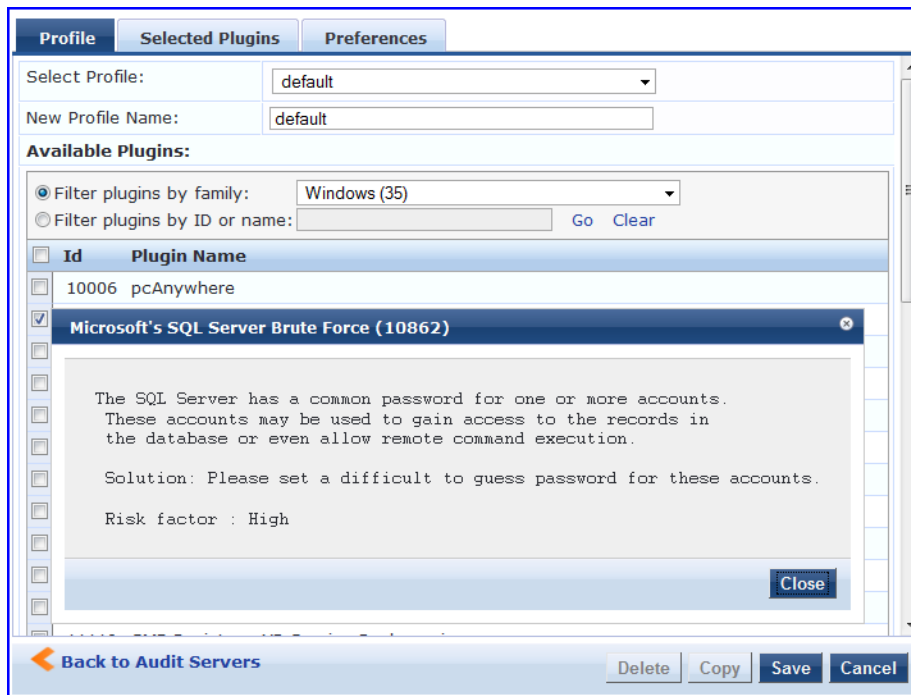 Profile Selected Plugins Preferences
Select Profile: default
New Profile Name: default
Available Plugins:
Filter plugins by family: Windows (35)
Filter plugins by ID or name: Go Clear
Id Plugin Name
10006 pcAnywhere
Microsoft's SQL Server Brute Force (10862)
The SQL Server has a common password for one or more accounts.
These accounts may be used to gain access to the records in
the database or even allow remote command execution.
Solution: Please set a difficult to guess password for these accounts.
Risk factor : High
Close
Back to Audit Servers Delete Copy Save Cancel